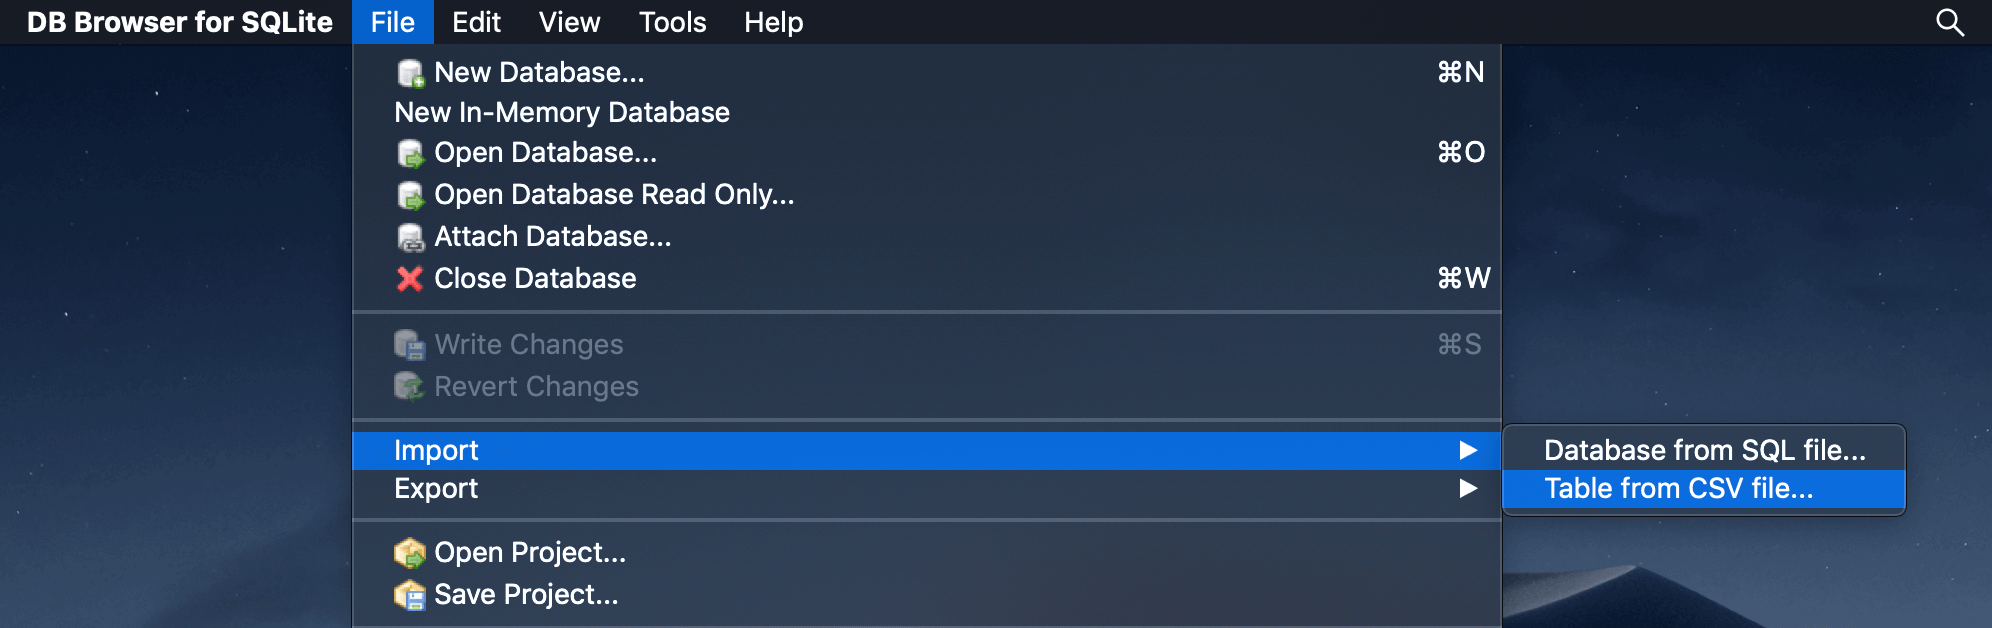 DB Browser for SQLite File Edit View Tools Help
New Database... ⌘N
New In-Memory Database
Open Database... ⌘O
Open Database Read Only...
Attach Database...
Close Database ⌘W
Write Changes ⌘S
Revert Changes
Import ▶ Database from SQL file...
Export ▶ Table from CSV file...
Open Project...
Save Project...